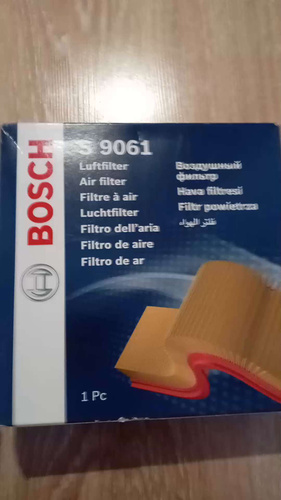 BOSCH
S 9061
Luftfilter
Air filter
Filtre à air
Luchtfilter
Filtro dell'aria
Filtro de aire
Filtro de ar
Воздушный
фильтр
Hava filtresi
Filtr powietrza
فلتر الهواء
1 Pc